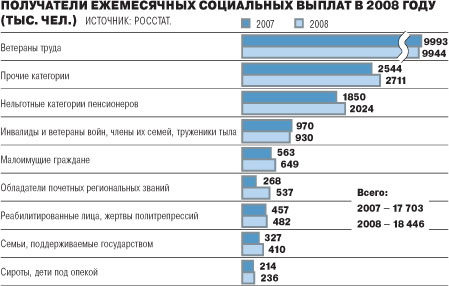 ПОЛУЧАТЕЛИ ЕЖЕМЕСЯЧНЫХ СОЦИАЛЬНЫХ ВЫПЛАТ В 2008 ГОДУ
(ТЫС. ЧЕЛ.) ИСТОЧНИК: РОССТАТ.
2007 2008
Ветераны труда
9993
9944
Прочие категории
2544
2711
Нельготные категории пенсионеров
1850
2024
Инвалиды и ветераны войн, члены их семей, труженики тыла
970
930
Малоимущие граждане
563
649
Обладатели почетных региональных званий
268
537
Реабилитированные лица, жертвы политрепрессий
457
482
Семьи, поддерживаемые государством
327
410
Сироты, дети под опекой
214
236
Всего:
2007 – 17 703
2008 – 18 446